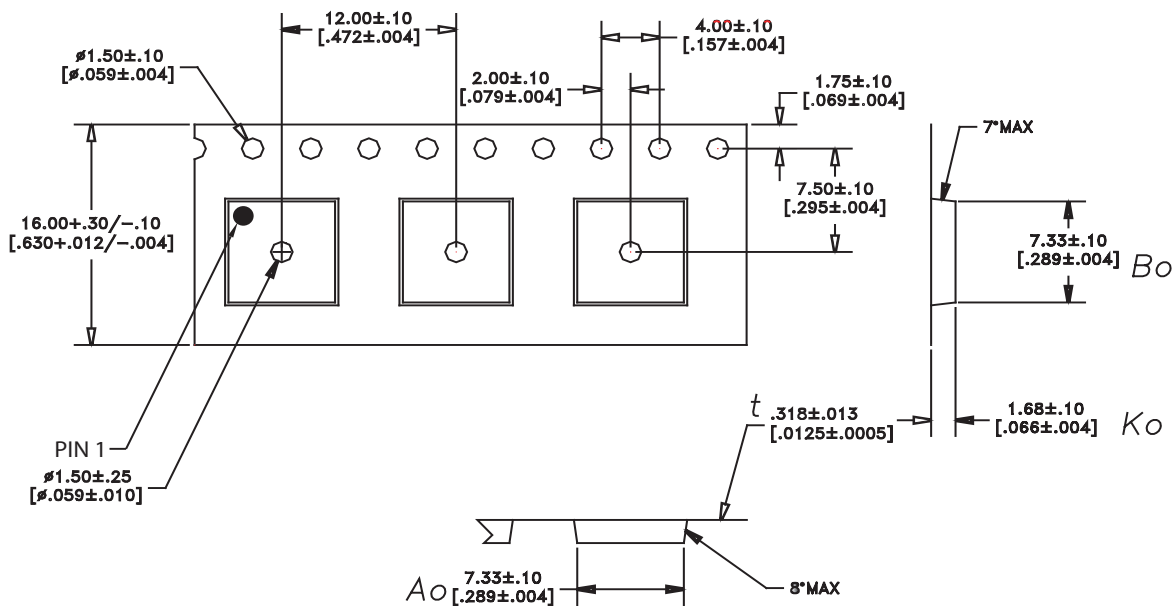 12.00±.10
[.472±.004]
4.00±.10
[.157±.004]
ø1.50±.10
[ø.059±.004]
2.00±.10
[.079±.004]
1.75±.10
[.069±.004]
7°MAX
16.00+.30/-.10
[.630+.012/-.004]
7.50±.10
[.295±.004]
7.33±.10
[.289±.004]
Bo
t
.318±.013
[.0125±.0005]
1.68±.10
[.066±.004]
Ko
PIN 1
ø1.50±.25
[ø.059±.010]
Ao
7.33±.10
[.289±.004]
8°MAX